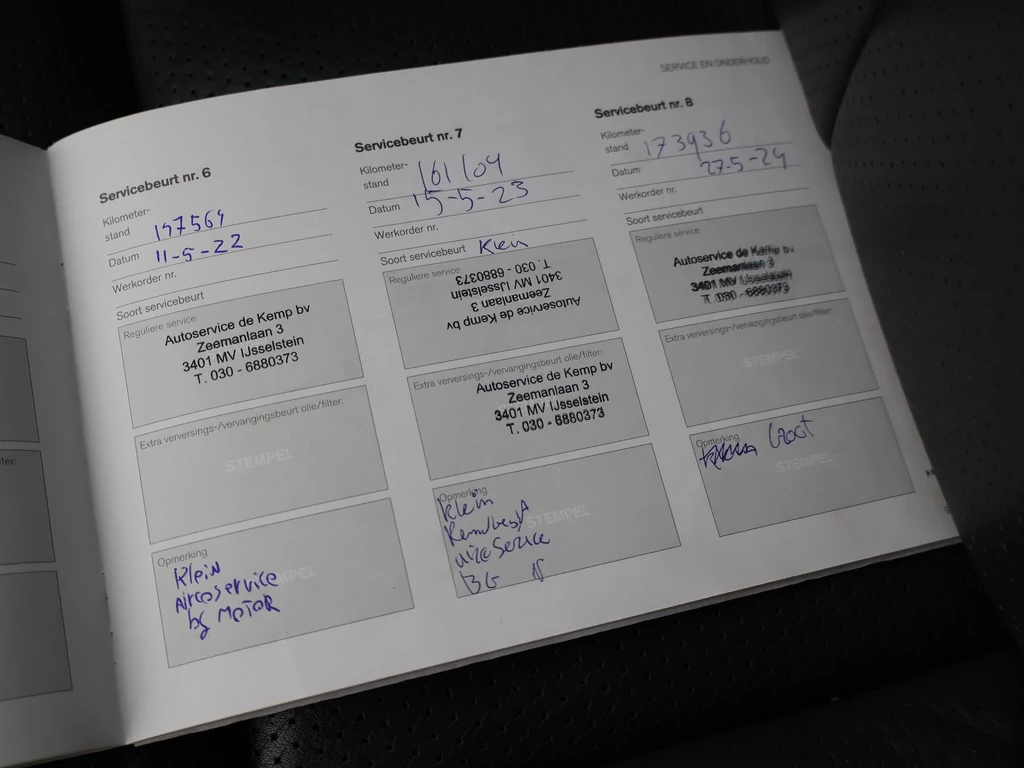 SERVICE EN ONDERHOUD
Servicebeurt nr. 6
Kilometer-
stand 147564
Datum 11-5-22
Werkorder nr.
Soort servicebeurt
Reguliere service
Autoservice de Kemp bv
Zeemanlaan 3
3401 MV IJsselstein
T. 030 - 6880373
Extra verversings-/vervangingsbeurt olie/filter:
STEMPEL
Opmerking
Klein
Aircoservice
bg MOTOR
Servicebeurt nr. 7
Kilometer-
stand 161104
Datum 15-5-23
Werkorder nr.
Soort servicebeurt Klein
Reguliere service
Autoservice de Kemp bv
Zeemanlaan 3
3401 MV IJsselstein
T. 030 - 6880373
Extra verversings-/vervangingsbeurt olie/filter:
Autoservice de Kemp bv
Zeemanlaan 3
3401 MV IJsselstein
T. 030 - 6880373
Opmerking
Klein
STEMPEL
BG
Servicebeurt nr. 8
Kilometer-
stand 173936
Datum 27-5-24
Werkorder nr.
Soort servicebeurt
Reguliere service
Autoservice de Kemp bv
Zeemanlaan 3
3401 MV IJsselstein
T. 030 - 6880373
Extra verversings-/vervangingsbeurt olie/filter:
STEMPEL
Opmerking
Groot
STEMPEL